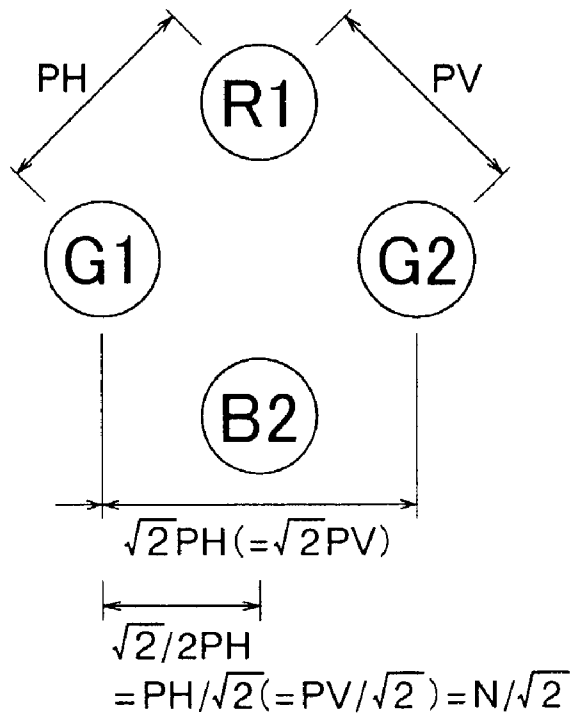 PH
PV
R1
G1
G2
B2
√2PH(=√2PV)
√2/2PH
=PH/√2(=PV/√2)=N/√2